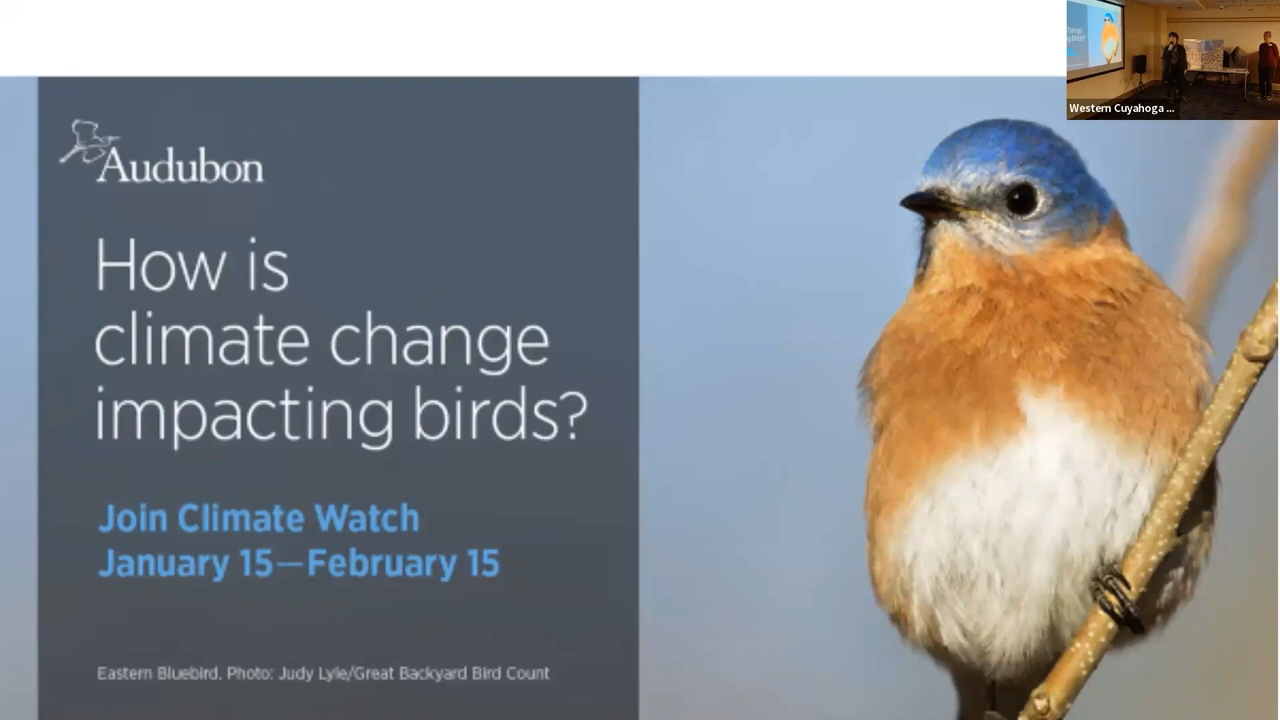 Audubon
How is
climate change
impacting birds?
Join Climate Watch
January 15—February 15
Eastern Bluebird. Photo: Judy Lyle/Great Backyard Bird Count
Western Cuyahoga ...